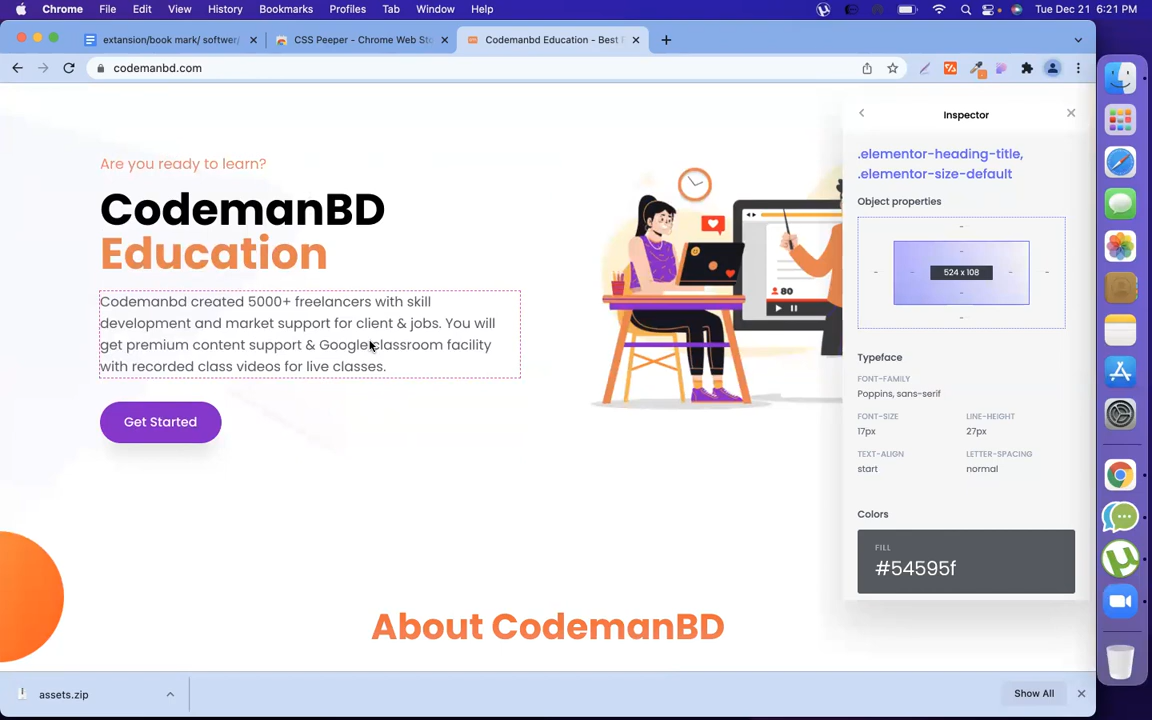 Chrome File Edit View History Bookmarks Profiles Tab Window Help Tue Dec 21 6:21 PM
extansion/book mark/ softwer/ CSS Peeper - Chrome Web Sto Codemanbd Education - Best F
codemanbd.com
Are you ready to learn?
CodemanBD
Education
Codemanbd created 5000+ freelancers with skill
development and market support for client & jobs. You will
get premium content support & Google classroom facility
with recorded class videos for live classes.
Get Started
80
About CodemanBD
Inspector
.elementor-heading-title,
.elementor-size-default
Object properties
524 x 108
Typeface
FONT-FAMILY
Poppins, sans-serif
FONT-SIZE LINE-HEIGHT
17px 27px
TEXT-ALIGN LETTER-SPACING
start normal
Colors
FILL
#54595f
assets.zip Show All